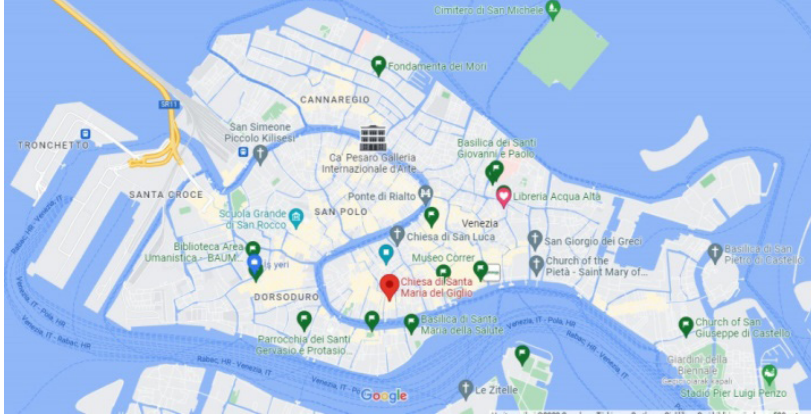 Cimitero di San Michele
Fondamenta dei Mori
CANNAREGIO
SR11
TRONCHETTO
San Simeone
Piccolo Kilisesi
Ca' Pesaro Galleria
Internazionale d'Arte...
Basilica dei Santi
Giovanni e Paolo
SANTA CROCE
Ponte di Rialto
Libreria Acqua Alta
Scuola Grande
di San Rocco
SAN POLO
Venezia
Chiesa di San Luca
San Giorgio dei Greci
Biblioteca Area
Umanistica - BAUM...
İş yeri
Museo Correr
Church of the
Pietà - Saint Mary of...
Basilica di San
Pietro di Castello
Chiesa di Santa
Maria del Giglio
DORSODURO
Parrocchia dei Santi
Gervasio e Protasio...
Basilica di Santa
Maria della Salute
Venezia, IT - Pola, HR
Church of San
Giuseppe di Castello
Giardini della
Biennale
Stadio Pier Luigi Penzo
Le Zitelle
Google